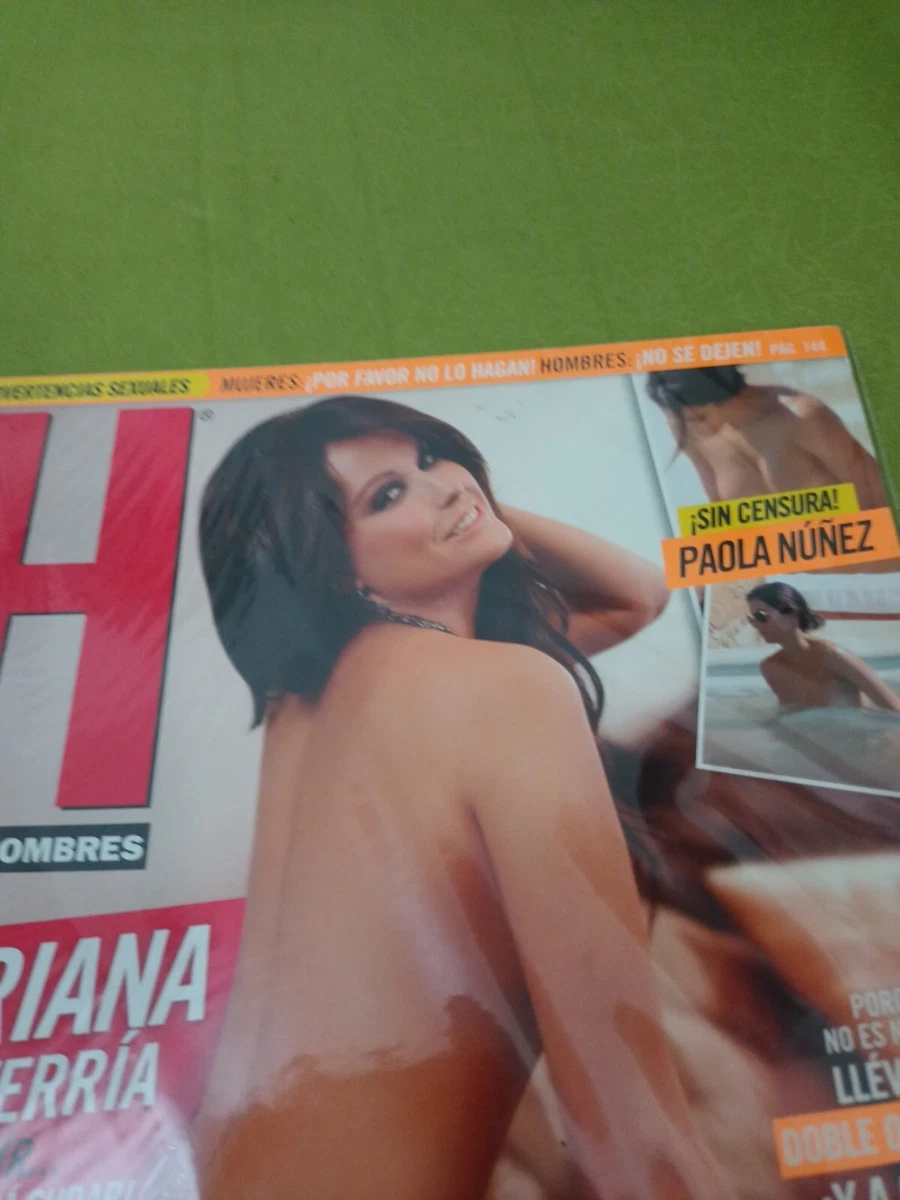 VERTENCIAS SEXUALES
MUJERES: ¡POR FAVOR NO LO HAGAN! HOMBRES: ¡NO SE DEJEN! PÁG. 148
H®
OMBRES
¡SIN CENSURA!
PAOLA NÚÑEZ
RIANA
ERRÍA
POR
NO ES
LLÉV
DOBLE
Y A